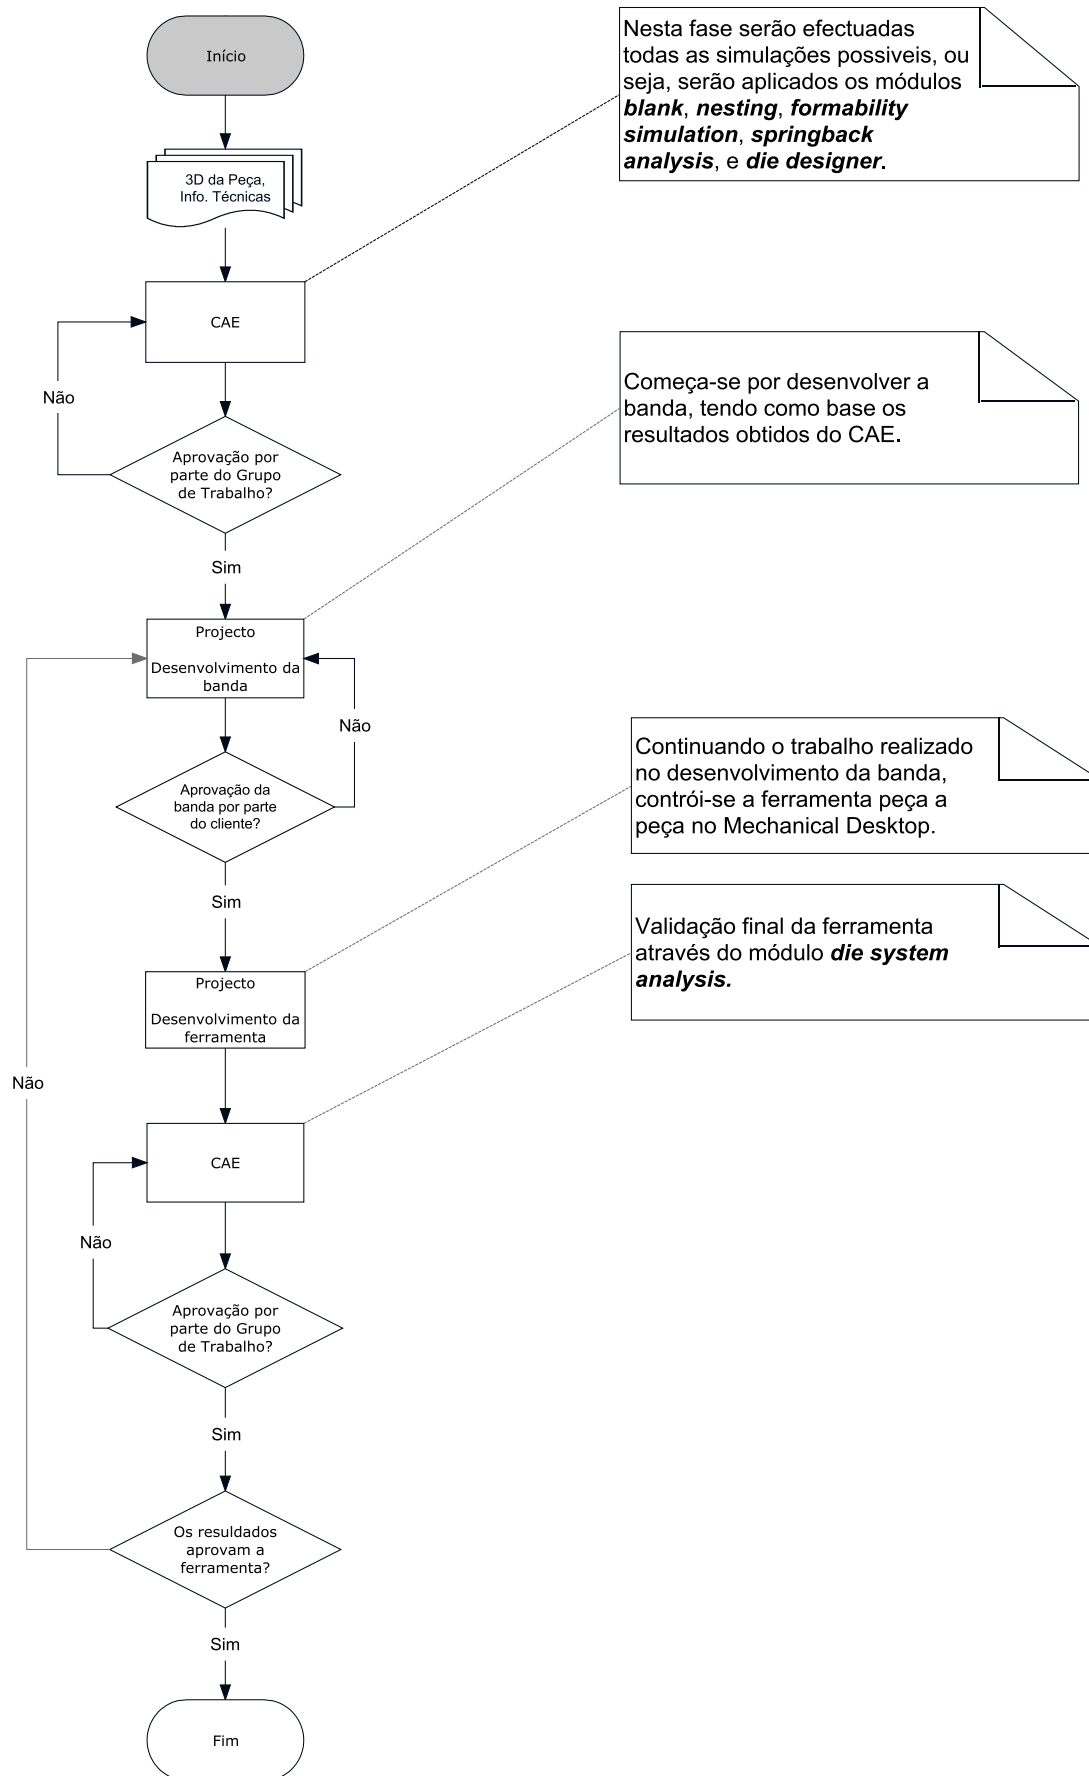 Início
Nesta fase serão efectuadas
todas as simulações possiveis, ou
seja, serão aplicados os módulos
blank, nesting, formability
simulation, springback
analysis, e die designer.
3D da Peça,
Info. Técnicas
CAE
Não
Aprovação por
parte do Grupo
de Trabalho?
Sim
Começa-se por desenvolver a
banda, tendo como base os
resultados obtidos do CAE.
Projecto
Desenvolvimento da
banda
Não
Aprovação da
banda por parte
do cliente?
Sim
Continuando o trabalho realizado
no desenvolvimento da banda,
contrói-se a ferramenta peça a
peça no Mechanical Desktop.
Projecto
Desenvolvimento da
ferramenta
Validação final da ferramenta
através do módulo die system
analysis.
Não
CAE
Não
Aprovação por
parte do Grupo
de Trabalho?
Sim
Os resuldados
aprovam a
ferramenta?
Sim
Fim